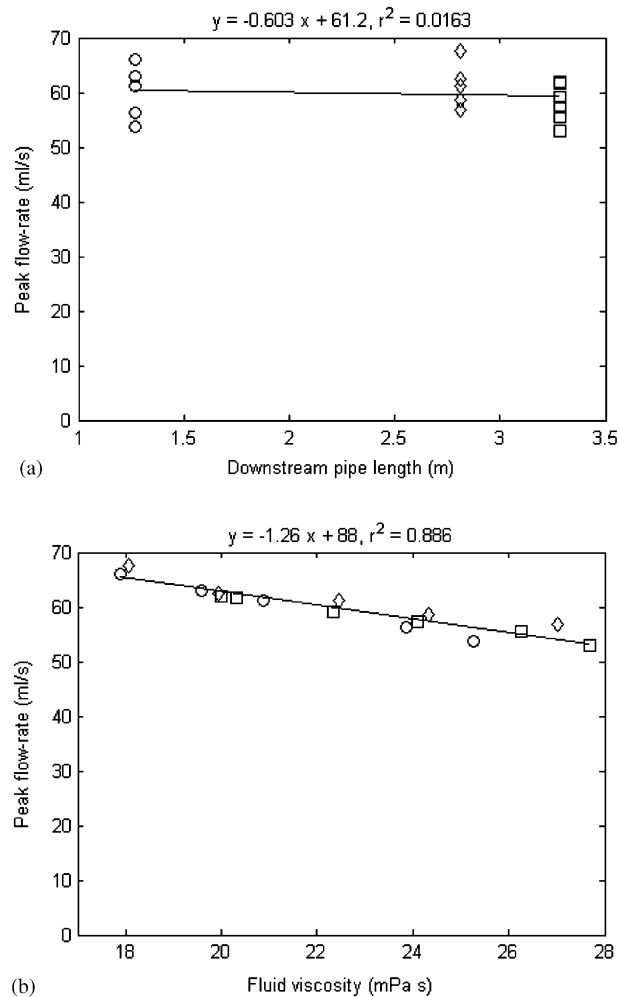 y = -0.603 x + 61.2, r² = 0.0163
70
60
50
40
30
20
10
0
Peak flow-rate (ml/s)
1 1.5 2 2.5 3 3.5
(a) Downstream pipe length (m)
y = -1.26 x + 88, r² = 0.886
70
60
50
40
30
20
10
0
Peak flow-rate (ml/s)
18 20 22 24 26 28
(b) Fluid viscosity (mPa s)